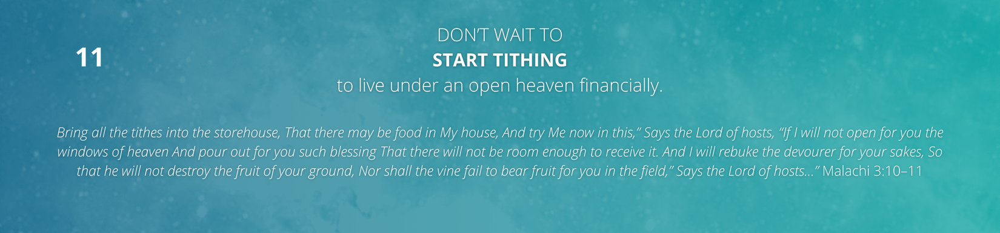 11
DON'T WAIT TO
START TITHING
to live under an open heaven financially.
Bring all the tithes into the storehouse, That there may be food in My house, And try Me now in this,” Says the Lord of hosts, “If I will not open for you the
windows of heaven And pour out for you such blessing That there will not be room enough to receive it. And I will rebuke the devourer for your sakes, So
that he will not destroy the fruit of your ground, Nor shall the vine fail to bear fruit for you in the field,” Says the Lord of hosts...” Malachi 3:10–11